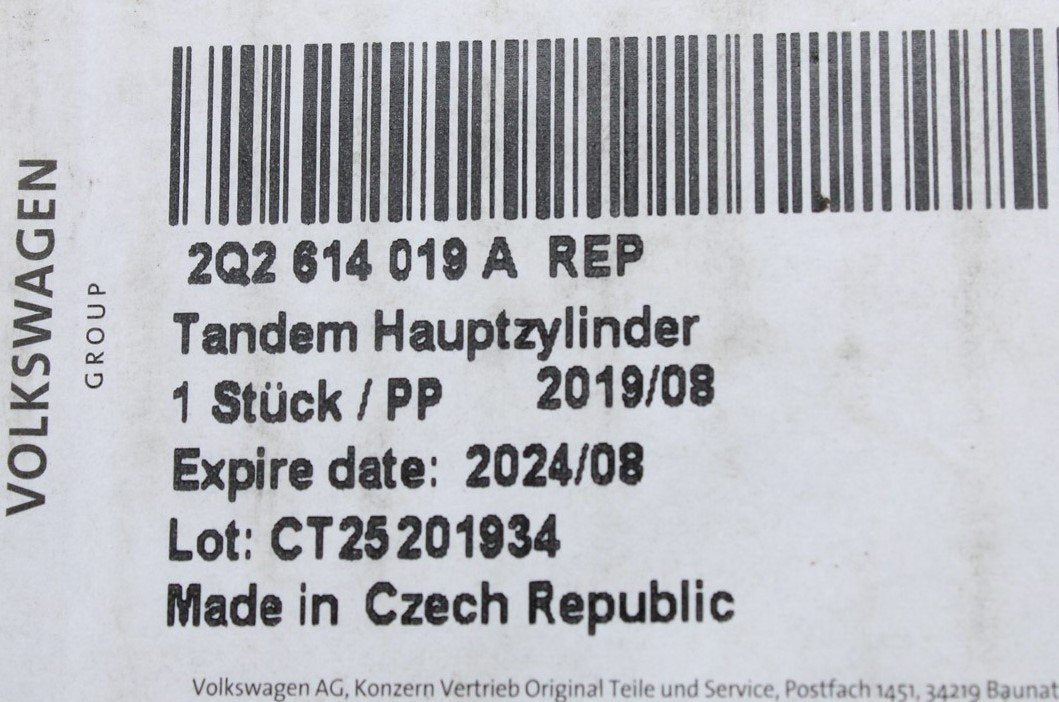 VOLKSWAGEN
GROUP
2Q2 614 019 A REP
Tandem Hauptzylinder
1 Stück / PP 2019/08
Expire date: 2024/08
Lot: CT25201934
Made in Czech Republic
Volkswagen AG, Konzern Vertrieb Original Teile und Service, Postfach 1451, 34219 Baunat